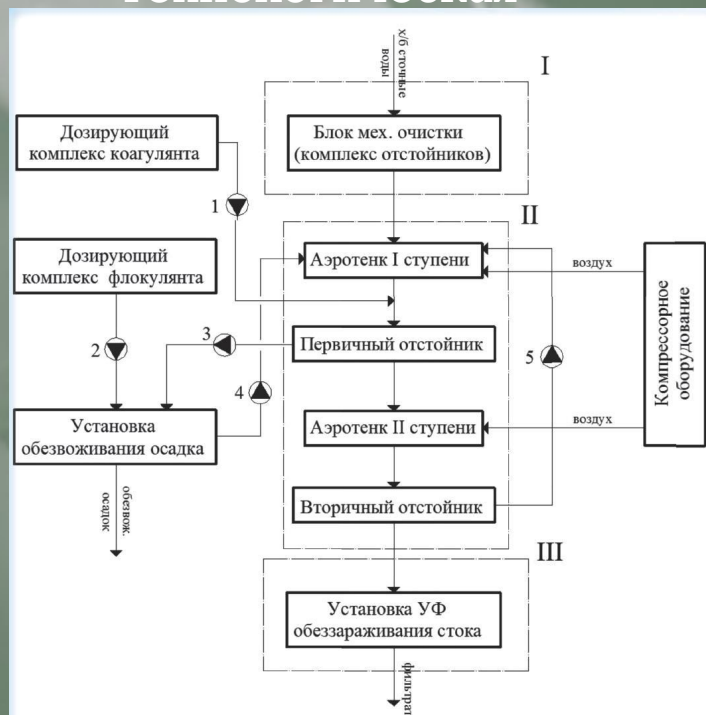 технологическая
х/б сточные
воды
I
Дозирующий
комплекс коагулянта
Блок мех. очистки
(комплекс отстойников)
1
II
Дозирующий
комплекс флокулянта
Аэротенк I ступени
воздух
Компрессорное
оборудование
2
3
Первичный отстойник
5
4
Установка
обезвоживания осадка
Аэротенк II ступени
воздух
обезвож.
осадок
Вторичный отстойник
III
Установка УФ
обеззараживания стока
фильтрат